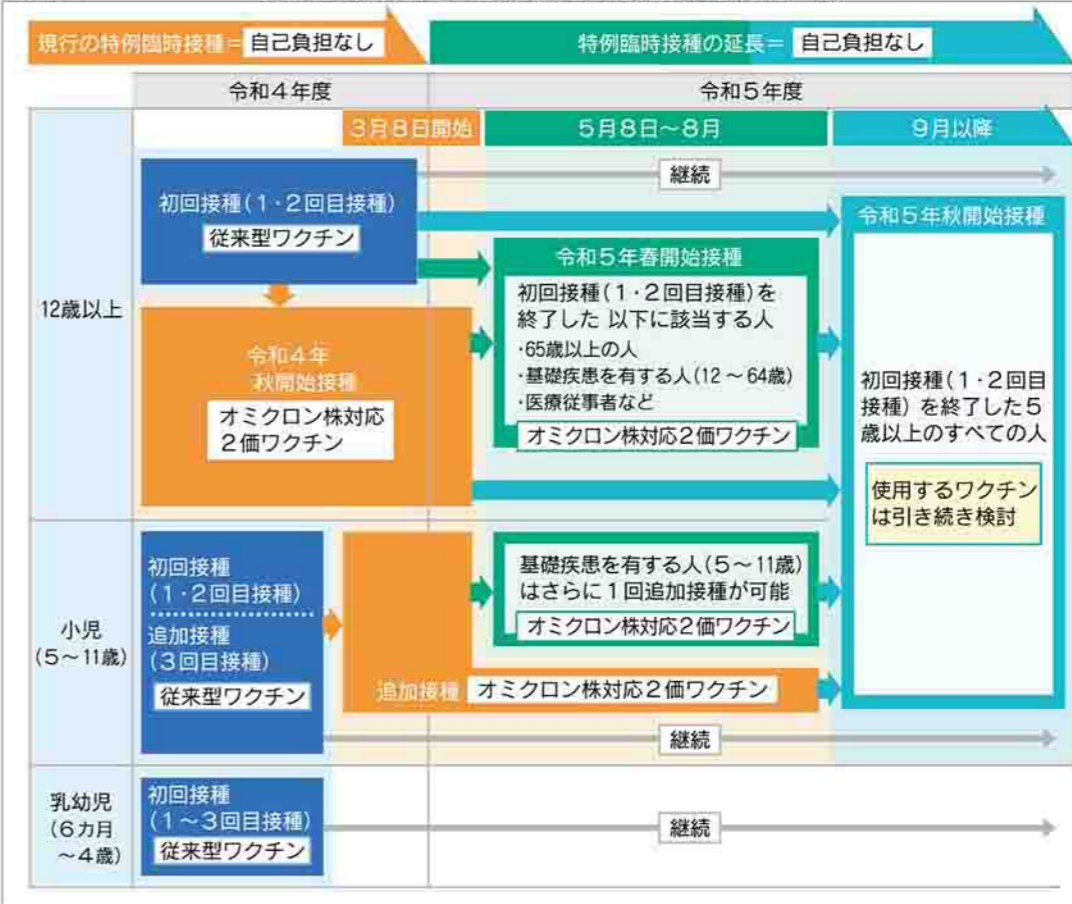 現行の特例臨時接種＝ 自己負担なし
特例臨時接種の延長＝ 自己負担なし
令和４年度
令和５年度
３月８日開始
５月８日～８月
９月以降
12歳以上
継続
初回接種（１・２回目接種）
従来型ワクチン
令和４年
秋開始接種
オミクロン株対応
２価ワクチン
令和５年春開始接種
初回接種（１・２回目接種）を
終了した 以下に該当する人
・65歳以上の人
・基礎疾患を有する人（12 ～ 64歳）
・医療従事者など
オミクロン株対応２価ワクチン
令和５年秋開始接種
初回接種（１・２回目
接種）を終了した５
歳以上のすべての人
使用するワクチン
は引き続き検討
小児
（５～11歳）
初回接種
（１・２回目接種）
追加接種
（３回目接種）
従来型ワクチン
基礎疾患を有する人（５～11歳）
はさらに１回追加接種が可能
オミクロン株対応２価ワクチン
追加接種 オミクロン株対応２価ワクチン
継続
乳幼児
（６カ月
～４歳）
初回接種
（１～３回目接種）
従来型ワクチン
継続